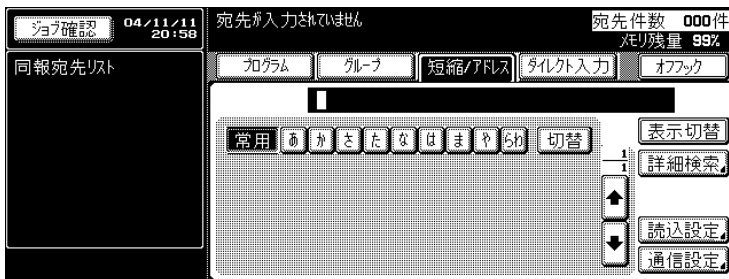 ジョブ確認 04/11/11 20:58
宛先が入力されていません
宛先件数 000件
メモリ残量 99%
同報宛先リスト
プログラム グループ 短縮/アドレス ダイレクト入力 オフフック
常用 あ か さ た な は ま や らわ 切替
1
1
表示切替
詳細検索
読込設定
通信設定